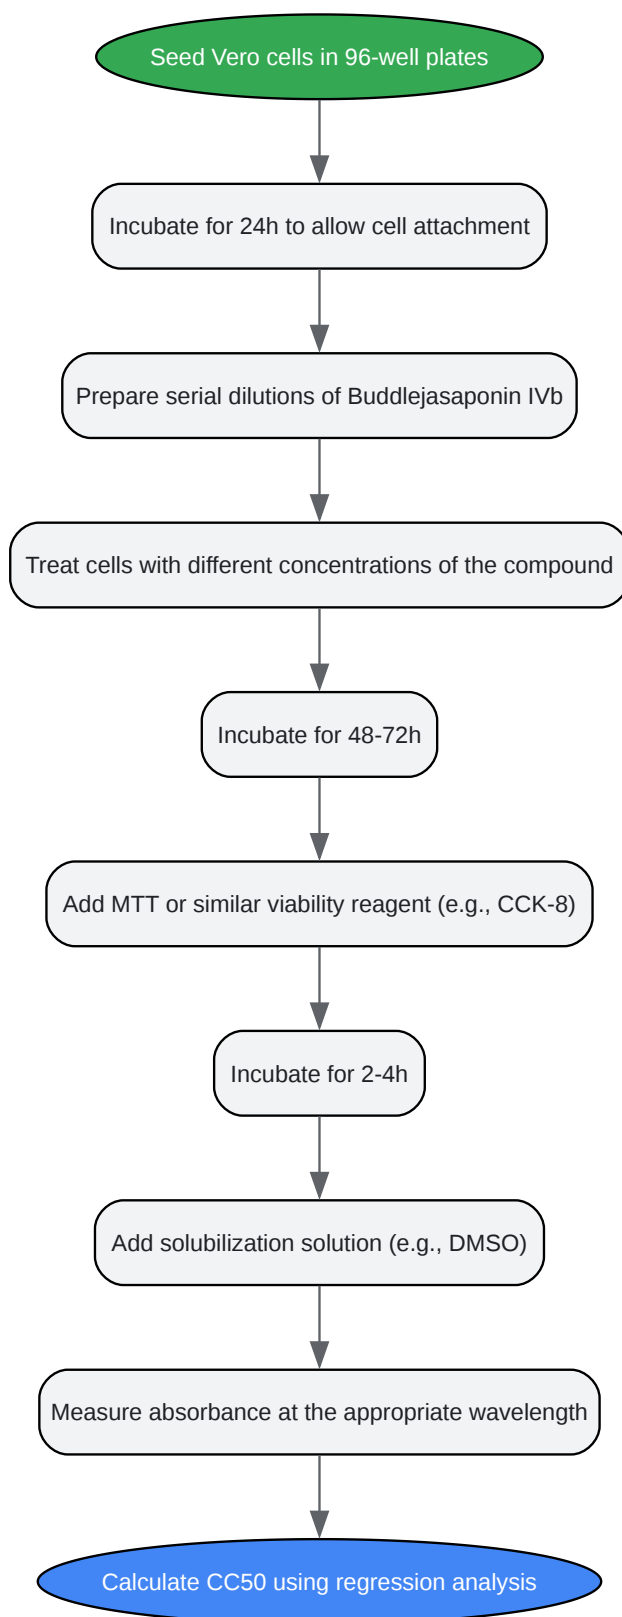 Seed Vero cells in 96-well plates
Incubate for 24h to allow cell attachment
Prepare serial dilutions of Buddlejasaponin IVb
Treat cells with different concentrations of the compound
Incubate for 48-72h
Add MTT or similar viability reagent (e.g., CCK-8)
Incubate for 2-4h
Add solubilization solution (e.g., DMSO)
Measure absorbance at the appropriate wavelength
Calculate CC50 using regression analysis